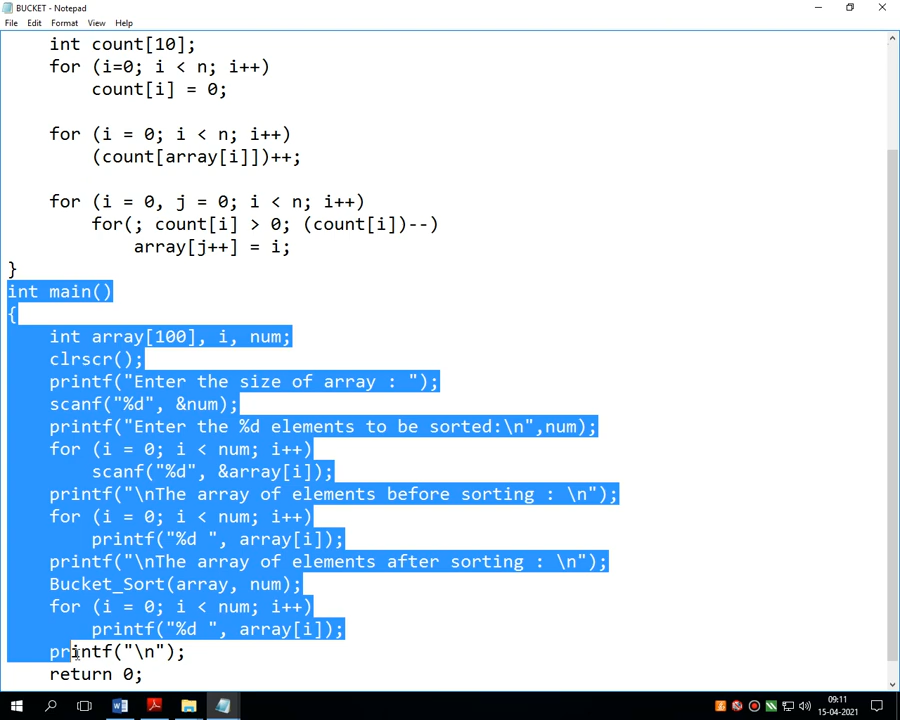 BUCKET - Notepad
File Edit Format View Help
int count[10];
for (i=0; i < n; i++)
count[i] = 0;
for (i = 0; i < n; i++)
(count[array[i]])++;
for (i = 0, j = 0; i < n; i++)
for(; count[i] > 0; (count[i])--)
array[j++] = i;
}
int main()
{
int array[100], i, num;
clrscr();
printf("Enter the size of array : ");
scanf("%d", &num);
printf("Enter the %d elements to be sorted:\n",num);
for (i = 0; i < num; i++)
scanf("%d", &array[i]);
printf("\nThe array of elements before sorting : \n");
for (i = 0; i < num; i++)
printf("%d ", array[i]);
printf("\nThe array of elements after sorting : \n");
Bucket_Sort(array, num);
for (i = 0; i < num; i++)
printf("%d ", array[i]);
printf("\n");
return 0;
09:11
15-04-2021